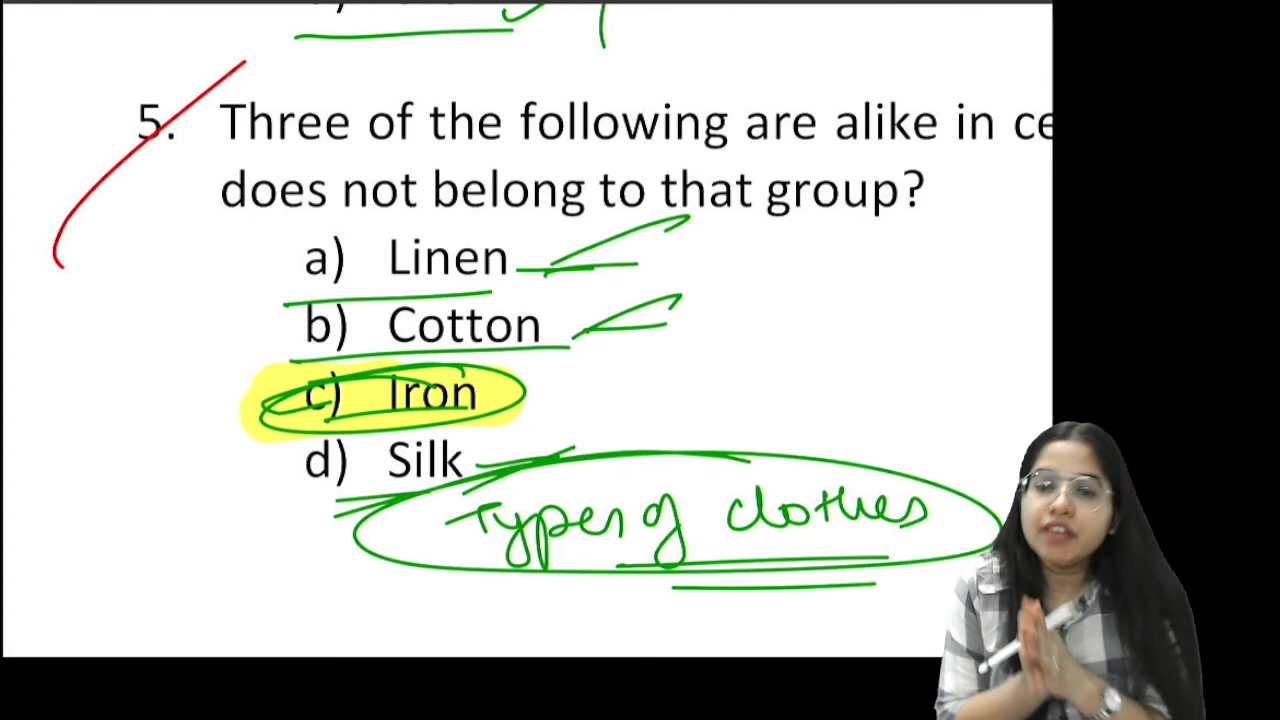 5. Three of the following are alike in ce
does not belong to that group?
a) Linen
b) Cotton
c) Iron
d) Silk
Types of clothes